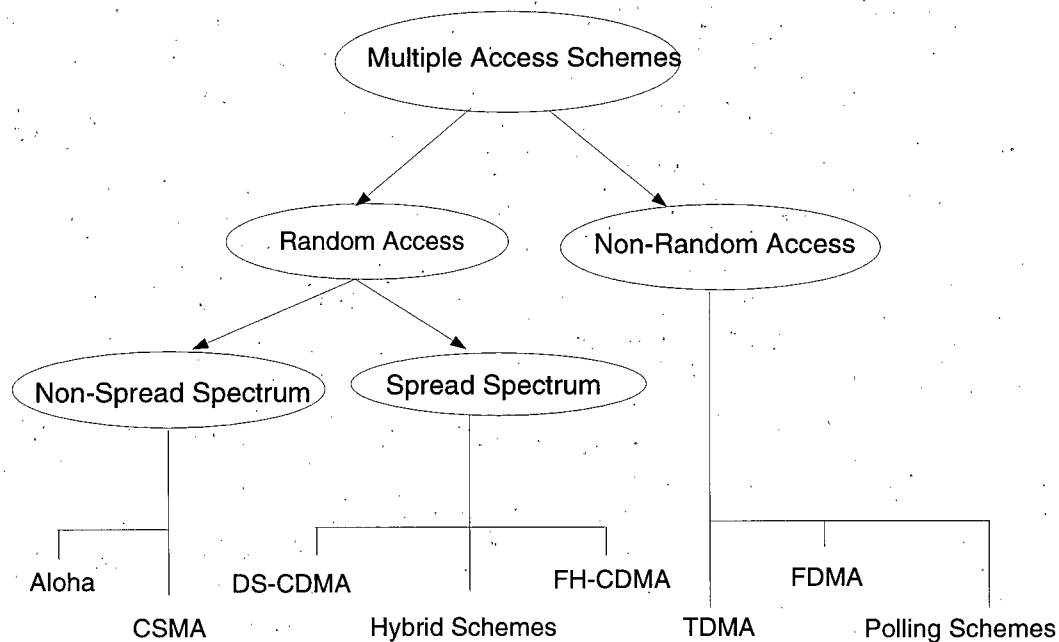 Multiple Access Schemes
Random Access
Non-Random Access
Non-Spread Spectrum
Spread Spectrum
Aloha
DS-CDMA
FH-CDMA
FDMA
CSMA
Hybrid Schemes
TDMA
Polling Schemes